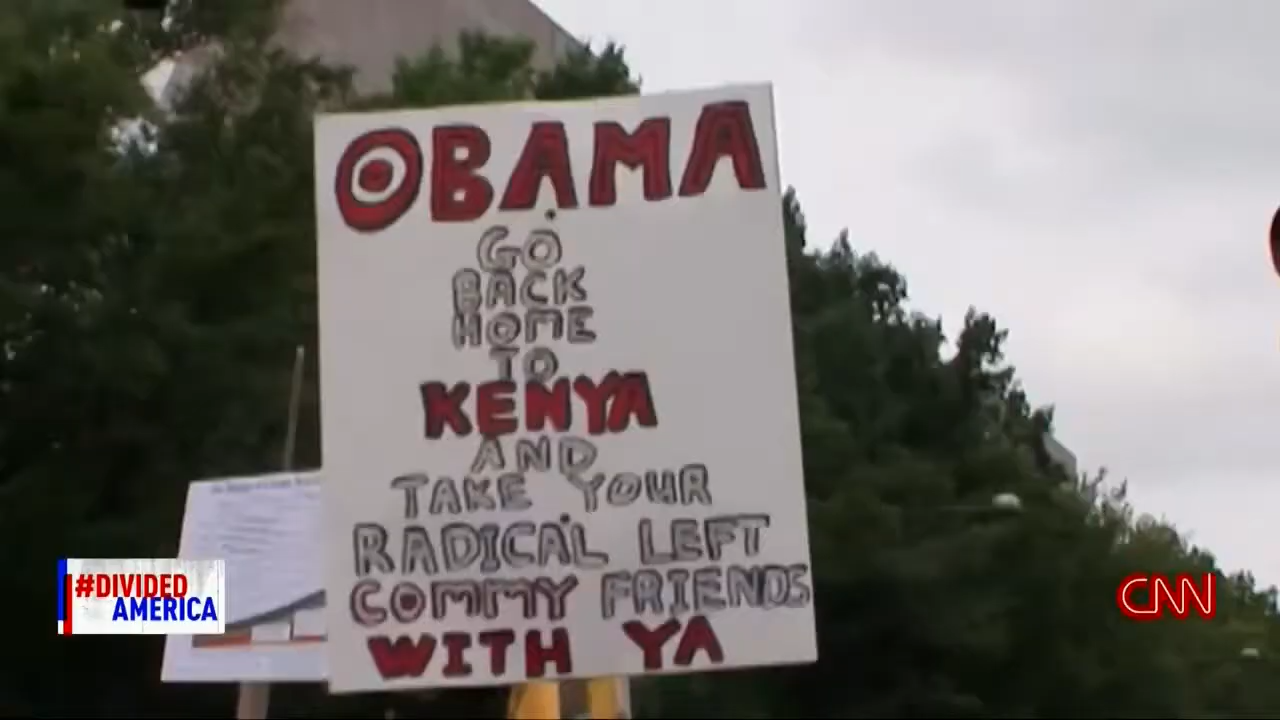 OBAMA
GO
BACK
HOME
TO
KENYA
AND
TAKE YOUR
RADICAL LEFT
COMMY FRIENDS
WITH YA
#DIVIDED
AMERICA
CNN